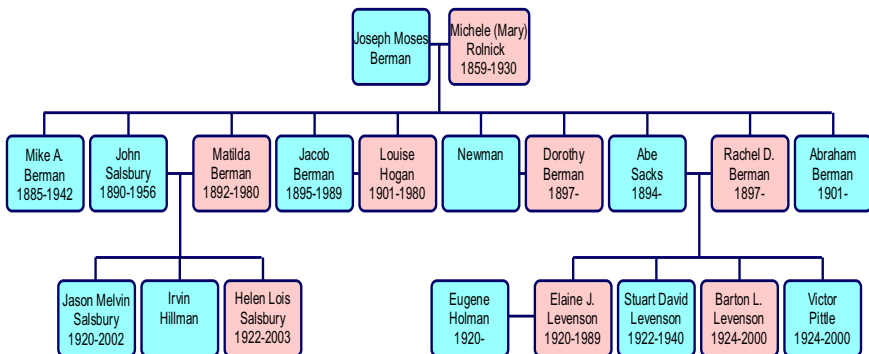 Joseph Moses
Berman
Michele (Mary)
Rolnick
1859-1930
Mike A.
Berman
1885-1942
John
Salsbury
1890-1956
Matilda
Berman
1892-1980
Jacob
Berman
1895-1989
Louise
Hogan
1901-1980
Newman
Dorothy
Berman
1897-
Abe
Sacks
1894-
Rachel D.
Berman
1897-
Abraham
Berman
1901-
Jason Melvin
Salsbury
1920-2002
Irvin
Hillman
Helen Lois
Salsbury
1922-2003
Eugene
Holman
1920-
Elaine J.
Levenson
1920-1989
Stuart David
Levenson
1922-1940
Barton L.
Levenson
1924-2000
Victor
Pittle
1924-2000